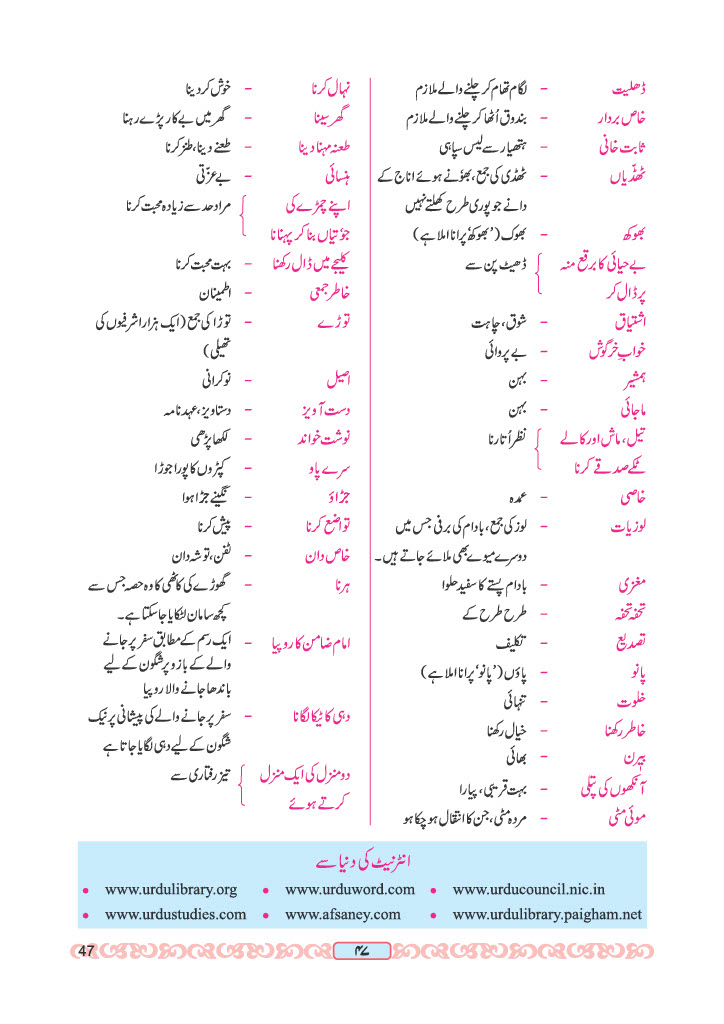 ڈھلیت - لگام تھام کر چلنے والے ملازم
خاص بردار - بندوق اُٹھا کر چلنے والے ملازم
ثابت خانی - ہتھیار سے لیس سپاہی
ٹھڈیاں - ٹھڈی کی جمع، بھوُنے ہوئے اناج کے
دانے جو پوری طرح کھلتے نہیں
بھوکھ - بھوک ('بھوکھ' پرانا املا ہے)
بے حیائی کا برقع منہ } - ڈھیٹ پن سے
پر ڈال کر
اشتیاق - شوق، چاہت
خوابِ خرگوش - بے پروائی
ہمشیر - بہن
ماجائی - بہن
تیل، ماش اور کالے } - نظر اُتارنا
ٹکے صدقے کرنا
خاصی - عمدہ
لوزیات - لوز کی جمع، بادام کی برفی جس میں
دوسرے میوے بھی ملائے جاتے ہیں۔
مغزی - بادام پستے کا سفید حلوا
تحفہ تحفہ - طرح طرح کے
تصدیع - تکلیف
پانو - پاؤں ('پانو' پرانا املا ہے)
خلوت - تنہائی
خاطر رکھنا - خیال رکھنا
بیرن - بھائی
آنکھوں کی پتلی - بہت قریبی، پیارا
موئی مٹی - مردہ مٹی، جن کا انتقال ہو چکا ہو
نہال کرنا - خوش کر دینا
گھر سینا - گھر میں بے کار پڑے رہنا
طعنہ مہنا دینا - طعنے دینا، طنز کرنا
ہنسائی - بے عزّتی
اپنے چمڑے کی } - مراد حد سے زیادہ محبت کرنا
جوٗتیاں بنا کر پہنانا
کلیجے میں ڈال رکھنا - بہت محبت کرنا
خاطر جمعی - اطمینان
توڑے - توڑا کی جمع (ایک ہزار اشرفیوں کی
تھیلی)
اصیل - نوکرانی
دست آویز - دستاویز، عہد نامہ
نوشت خواند - لکھا پڑھی
سرے پاو - کپڑوں کا پورا جوڑا
جڑاؤ - نگینے جڑا ہوا
تواضع کرنا - پیش کرنا
خاص دان - ٹفن، توشہ دان
ہرنا - گھوڑے کی کاٹھی کا وہ حصہ جس سے
کچھ سامان لٹکایا جا سکتا ہے۔
امام ضامن کا روپیا - ایک رسم کے مطابق سفر پر جانے
والے کے بازو پر شگون کے لیے
باندھا جانے والا روپیا
دہی کا ٹیکا لگانا - سفر پر جانے والے کی پیشانی پر نیک
شگون کے لیے دہی لگایا جاتا ہے
دو منزل کی ایک منزل } - تیز رفتاری سے
کرتے ہوئے
انٹرنیٹ کی دنیا سے
• www.urdulibrary.org • www.urduword.com • www.urducouncil.nic.in
• www.urdustudies.com • www.afsaney.com • www.urdulibrary.paigham.net
47 ۴۷